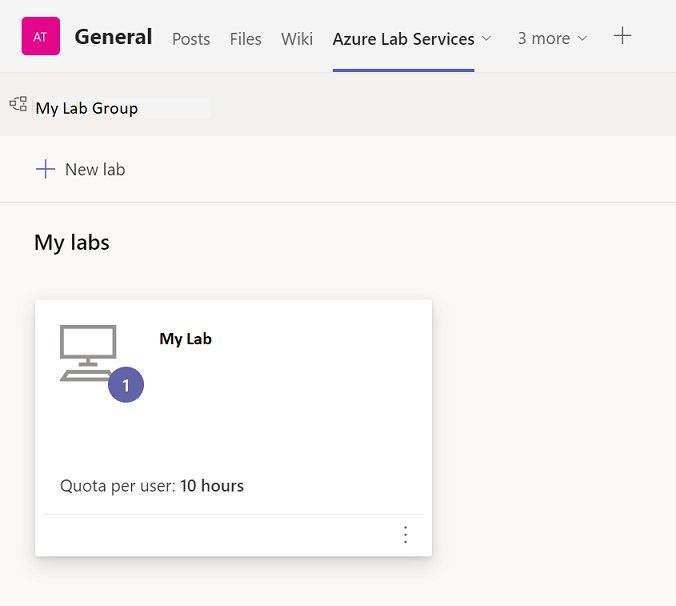 AT General Posts Files Wiki Azure Lab Services 3 more
My Lab Group
New lab
My labs
My Lab
1
Quota per user: 10 hours